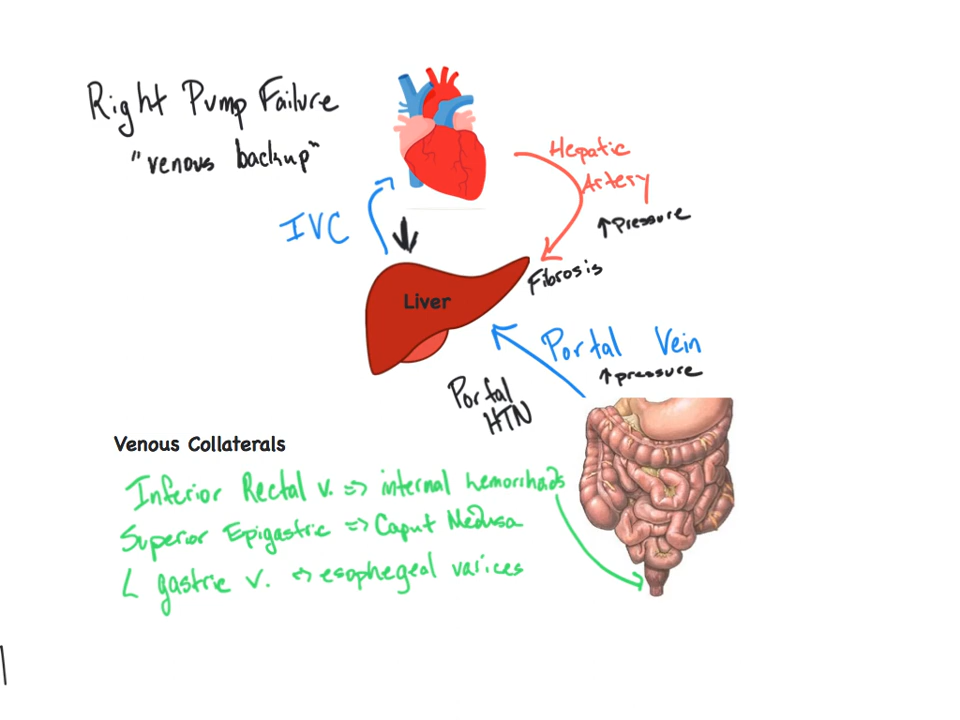 Right Pump Failure
"venous backup"
Hepatic
Artery
↑Pressure
IVC
Fibrosis
Liver
Portal Vein
↑pressure
Portal
HTN
Venous Collaterals
Inferior Rectal v. => internal hemorrhoids
Superior Epigastric => Caput Medusa
L gastric v. => esophegeal varices